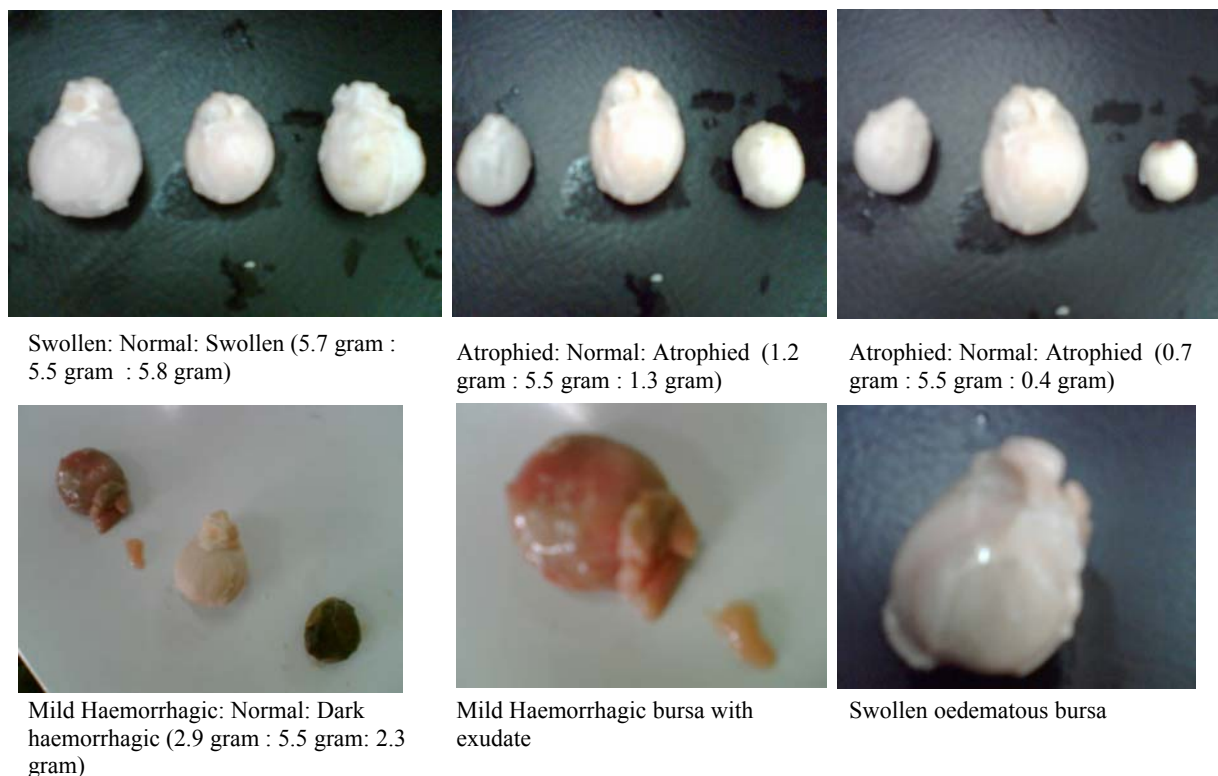 Swollen: Normal: Swollen (5.7 gram :
5.5 gram  : 5.8 gram)
Atrophied: Normal: Atrophied  (1.2
gram : 5.5 gram : 1.3 gram)
Atrophied: Normal: Atrophied  (0.7
gram : 5.5 gram : 0.4 gram)
Mild Haemorrhagic: Normal: Dark
haemorrhagic (2.9 gram : 5.5 gram: 2.3
gram)
Mild Haemorrhagic bursa with
exudate
Swollen oedematous bursa